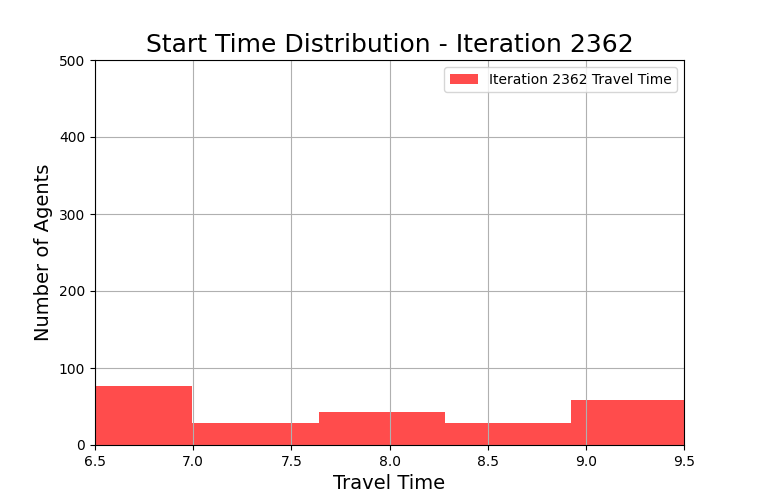 Start Time Distribution - Iteration 2362
500
Iteration 2362 Travel Time
400
300
200
100
0
Number of Agents
6.5 7.0 7.5 8.0 8.5 9.0 9.5
Travel Time